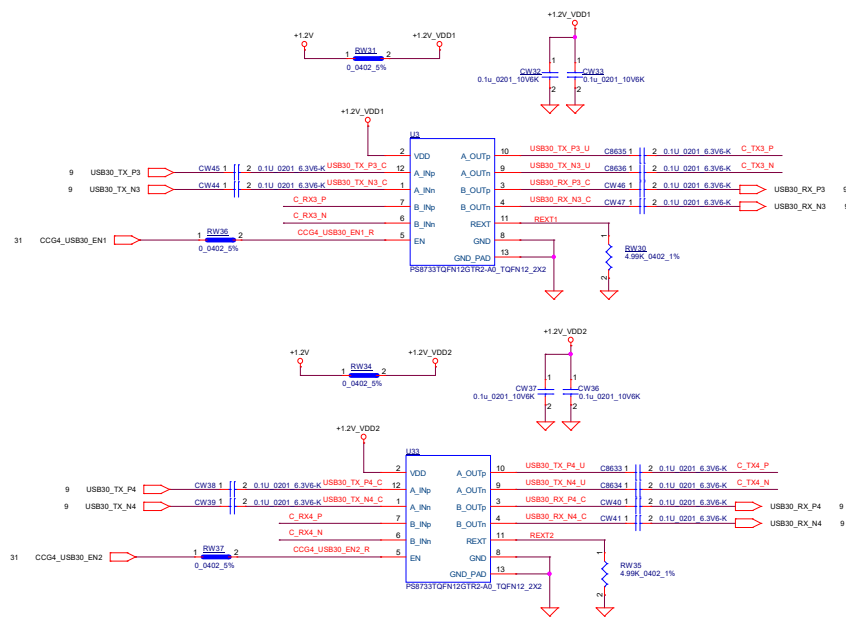 +1.2V_VDD1
+1.2V
+1.2V_VDD1
1 RW31 2
0_0402_5%
1 1
CW32 CW33
0.1u_0201_10V6K 0.1u_0201_10V6K
2 2
+1.2V_VDD1
U3
2 VDD A_OUTp 10 USB30_TX_P3_U C8635 1 2 0.1U_0201_6.3V6-K C_TX3_P
9 USB30_TX_P3 CW45 1 2 0.1U_0201_6.3V6-K USB30_TX_P3_C 12 A_INp A_OUTn 9 USB30_TX_N3_U C8636 1 2 0.1U_0201_6.3V6-K C_TX3_N
9 USB30_TX_N3 CW44 1 2 0.1U_0201_6.3V6-K USB30_TX_N3_C 1 A_INn B_OUTp 3 USB30_RX_P3_C CW46 1 2 0.1U_0201_6.3V6-K USB30_RX_P3 9
C_RX3_P 7 B_INp B_OUTn 4 USB30_RX_N3_C CW47 1 2 0.1U_0201_6.3V6-K USB30_RX_N3 9
C_RX3_N 6 B_INn REXT 11 REXT1
31 CCG4_USB30_EN1 1 RW36 2 CCG4_USB30_EN1_R 5 EN GND 8
0_0402_5%
GND_PAD 13
1 RW30 2
4.99K_0402_1%
PS8733TQFN12GTR2-A0_TQFN12_2X2
+1.2V_VDD2
+1.2V
+1.2V_VDD2
1 RW34 2
0_0402_5%
1 1
CW37 CW36
0.1u_0201_10V6K 0.1u_0201_10V6K
2 2
+1.2V_VDD2
U33
2 VDD A_OUTp 10 USB30_TX_P4_U C8633 1 2 0.1U_0201_6.3V6-K C_TX4_P
9 USB30_TX_P4 CW38 1 2 0.1U_0201_6.3V6-K USB30_TX_P4_C 12 A_INp A_OUTn 9 USB30_TX_N4_U C8634 1 2 0.1U_0201_6.3V6-K C_TX4_N
9 USB30_TX_N4 CW39 1 2 0.1U_0201_6.3V6-K USB30_TX_N4_C 1 A_INn B_OUTp 3 USB30_RX_P4_C CW40 1 2 0.1U_0201_6.3V6-K USB30_RX_P4 9
C_RX4_P 7 B_INp B_OUTn 4 USB30_RX_N4_C CW41 1 2 0.1U_0201_6.3V6-K USB30_RX_N4 9
C_RX4_N 6 B_INn REXT 11 REXT2
31 CCG4_USB30_EN2 1 RW37 2 CCG4_USB30_EN2_R 5 EN GND 8
0_0402_5%
GND_PAD 13
1 RW35 2
4.99K_0402_1%
PS8733TQFN12GTR2-A0_TQFN12_2X2